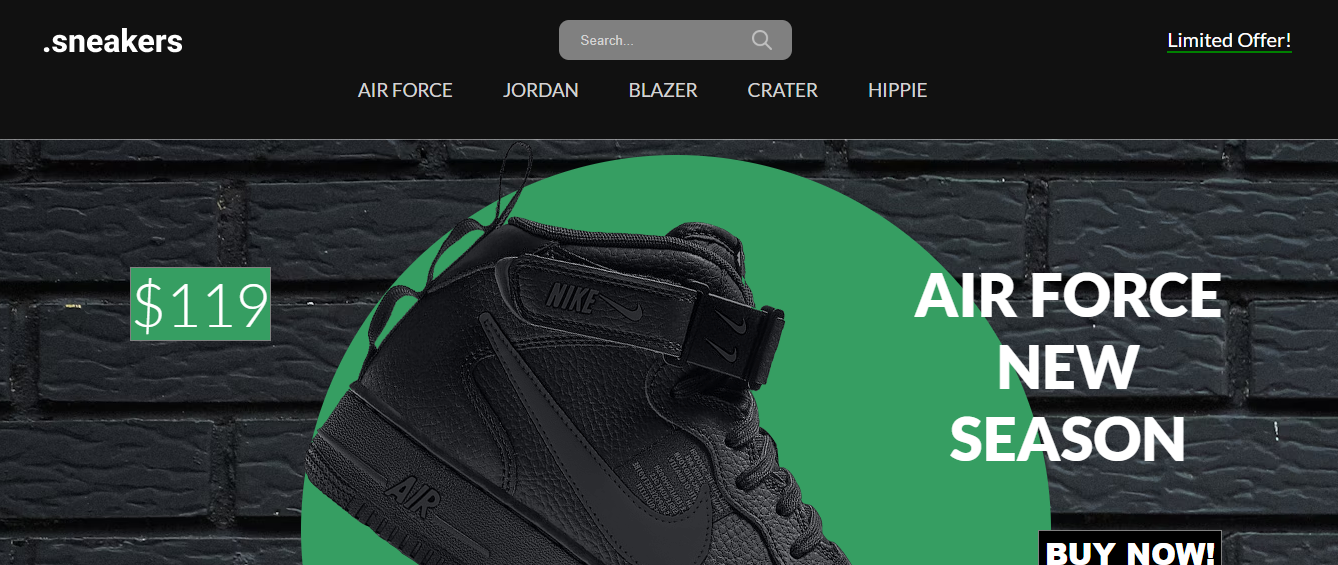 .sneakers
Search...
Limited Offer!
AIR FORCE
JORDAN
BLAZER
CRATER
HIPPIE
$119
AIR FORCE
NEW
SEASON
NIKE
AIR
BUY NOW!